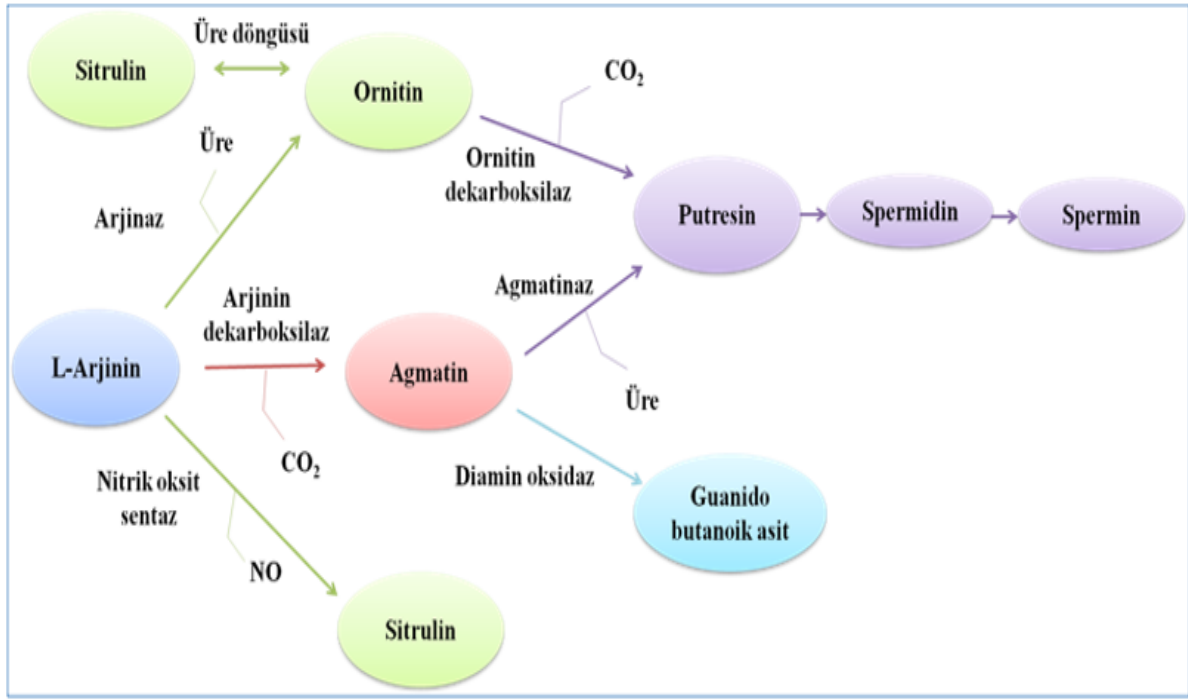 Üre döngüsü
Sitrulin
Ornitin
CO₂
Üre
Ornitin
dekarboksilaz
Arjinaz
Putresin
Spermidin
Spermin
Arjinin
dekarboksilaz
Agmatinaz
L-Arjinin
Agmatin
Üre
CO₂
Nitrik oksit
sentaz
Diamin oksidaz
Guanido
butanoik asit
NO
Sitrulin